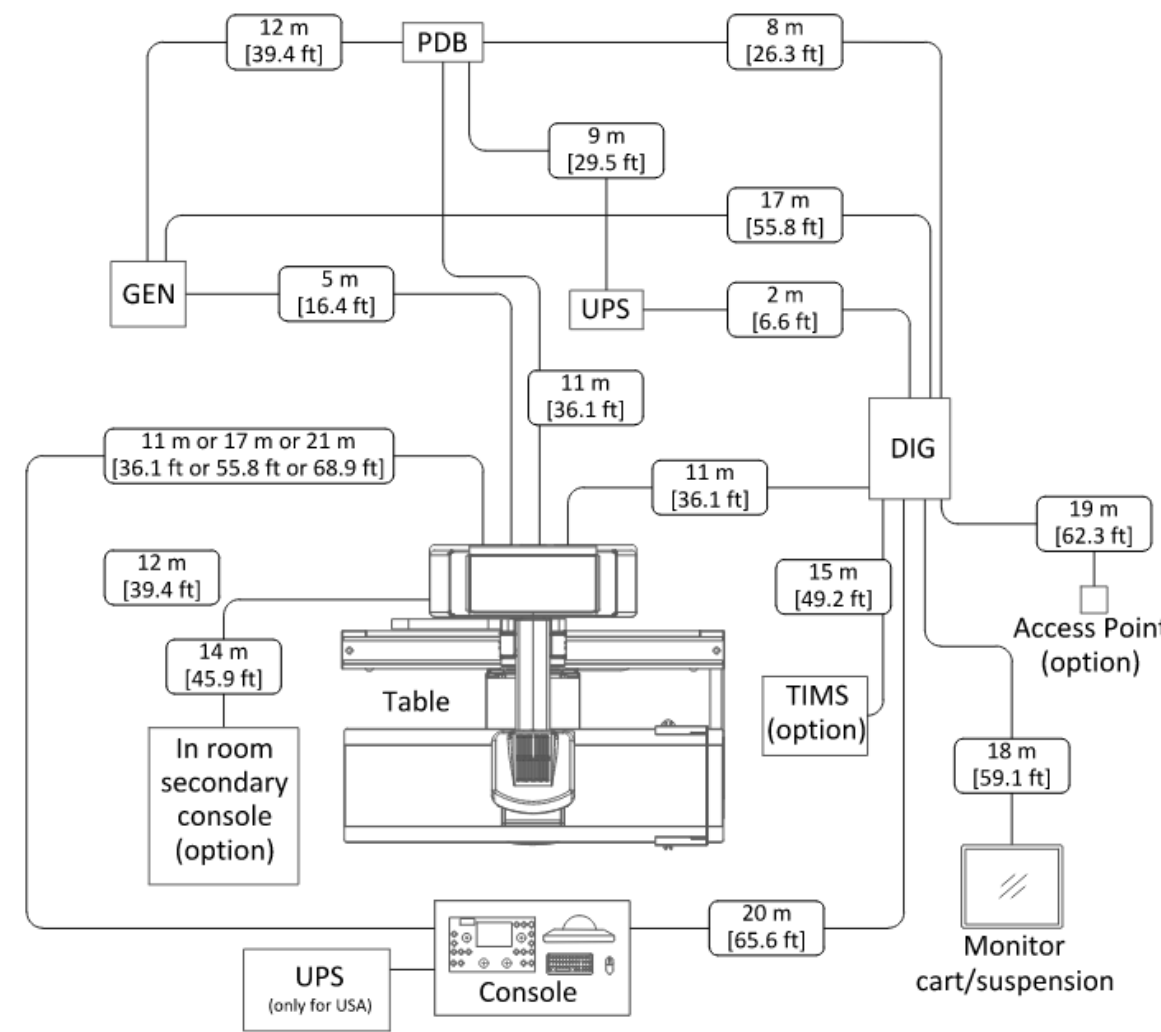 12 m
[39.4 ft]
PDB
8 m
[26.3 ft]
9 m
[29.5 ft]
17 m
[55.8 ft]
GEN
5 m
[16.4 ft]
UPS
2 m
[6.6 ft]
11 m
[36.1 ft]
DIG
11 m or 17 m or 21 m
[36.1 ft or 55.8 ft or 68.9 ft]
11 m
[36.1 ft]
19 m
[62.3 ft]
12 m
[39.4 ft]
15 m
[49.2 ft]
Access Point
(option)
14 m
[45.9 ft]
Table
TIMS
(option)
In room
secondary
console
(option)
18 m
[59.1 ft]
20 m
[65.6 ft]
Monitor
cart/suspension
UPS
(only for USA)
Console